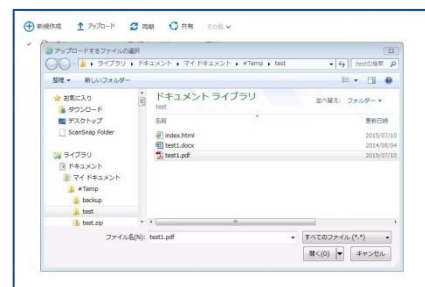 新規作成 アップロード 同期 共有 その他
アップロードするファイルの選択
ライブラリ ▸ ドキュメント ▸ マイ ドキュメント ▸ #Temp ▸ test
testの検索
整理 ▾ 新しいフォルダー
お気に入り
ダウンロード
デスクトップ
ScanSnap Folder
ライブラリ
ドキュメント
マイ ドキュメント
#Temp
backup
test
test.zip
ドキュメント ライブラリ
test
並べ替え: フォルダー ▾
名前 更新日時
index.html 2015/07/10
test1.docx 2014/08/04
test1.pdf 2015/07/10
ファイル名(N): test1.pdf
すべてのファイル (*.*)
開く(O) キャンセル